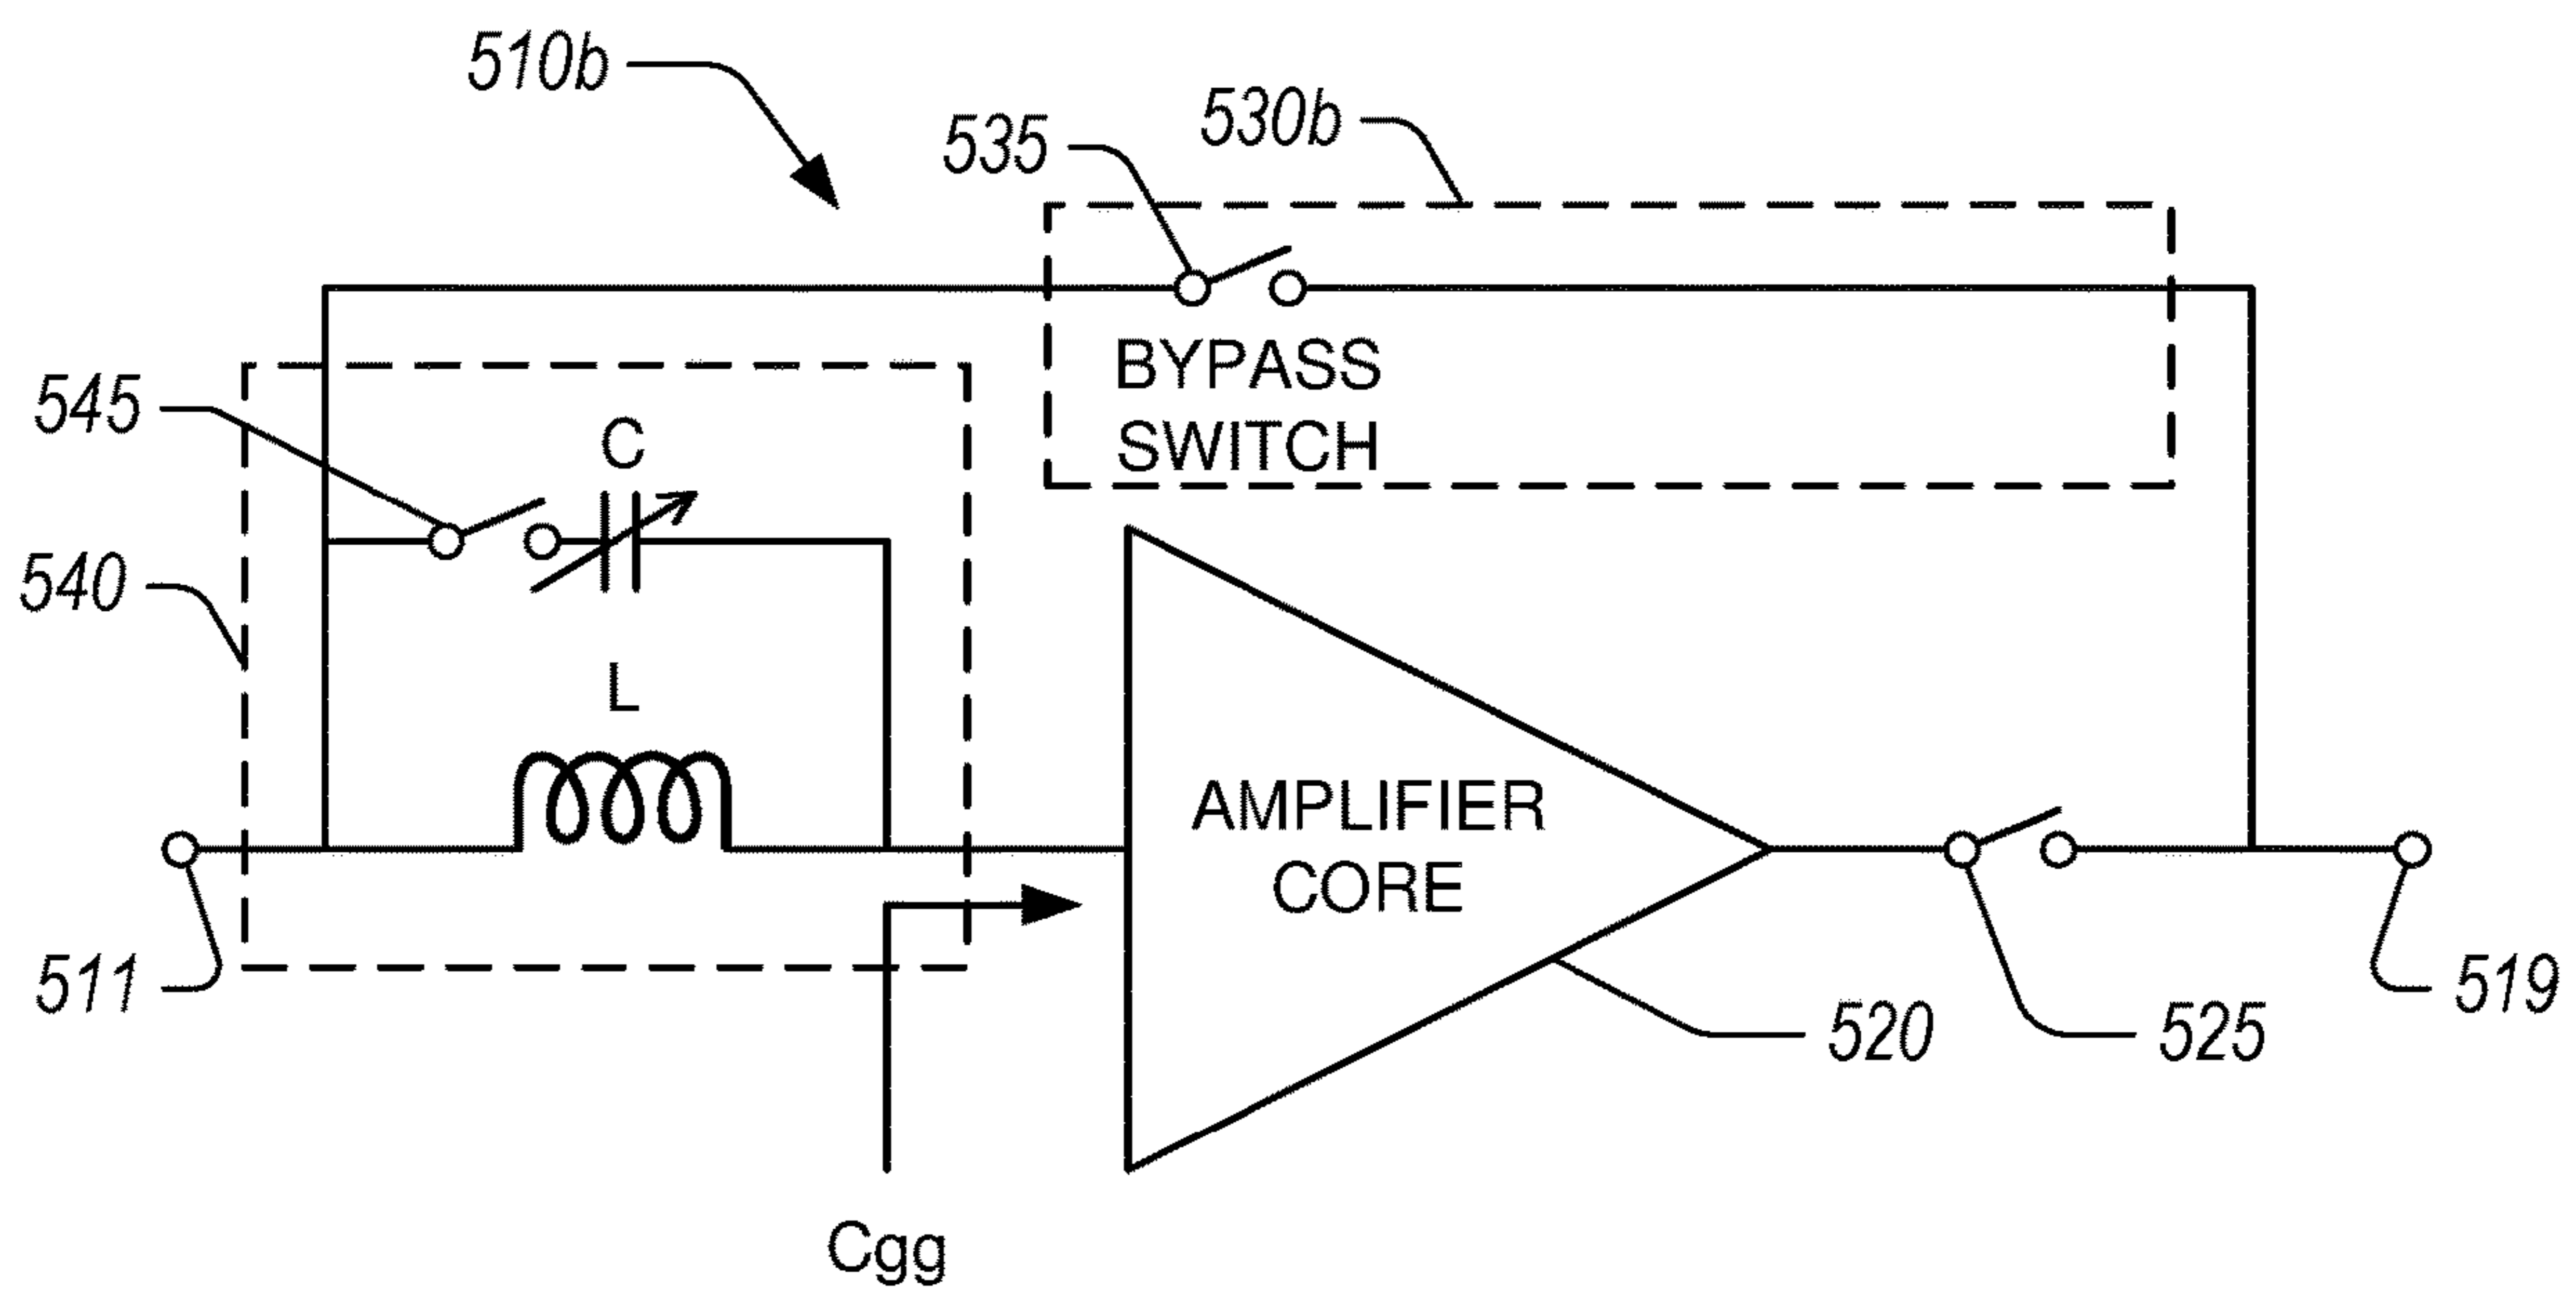 510b
530b
535
BYPASS
SWITCH
545
C
540
L
AMPLIFIER
CORE
511
520
525
519
Cgg